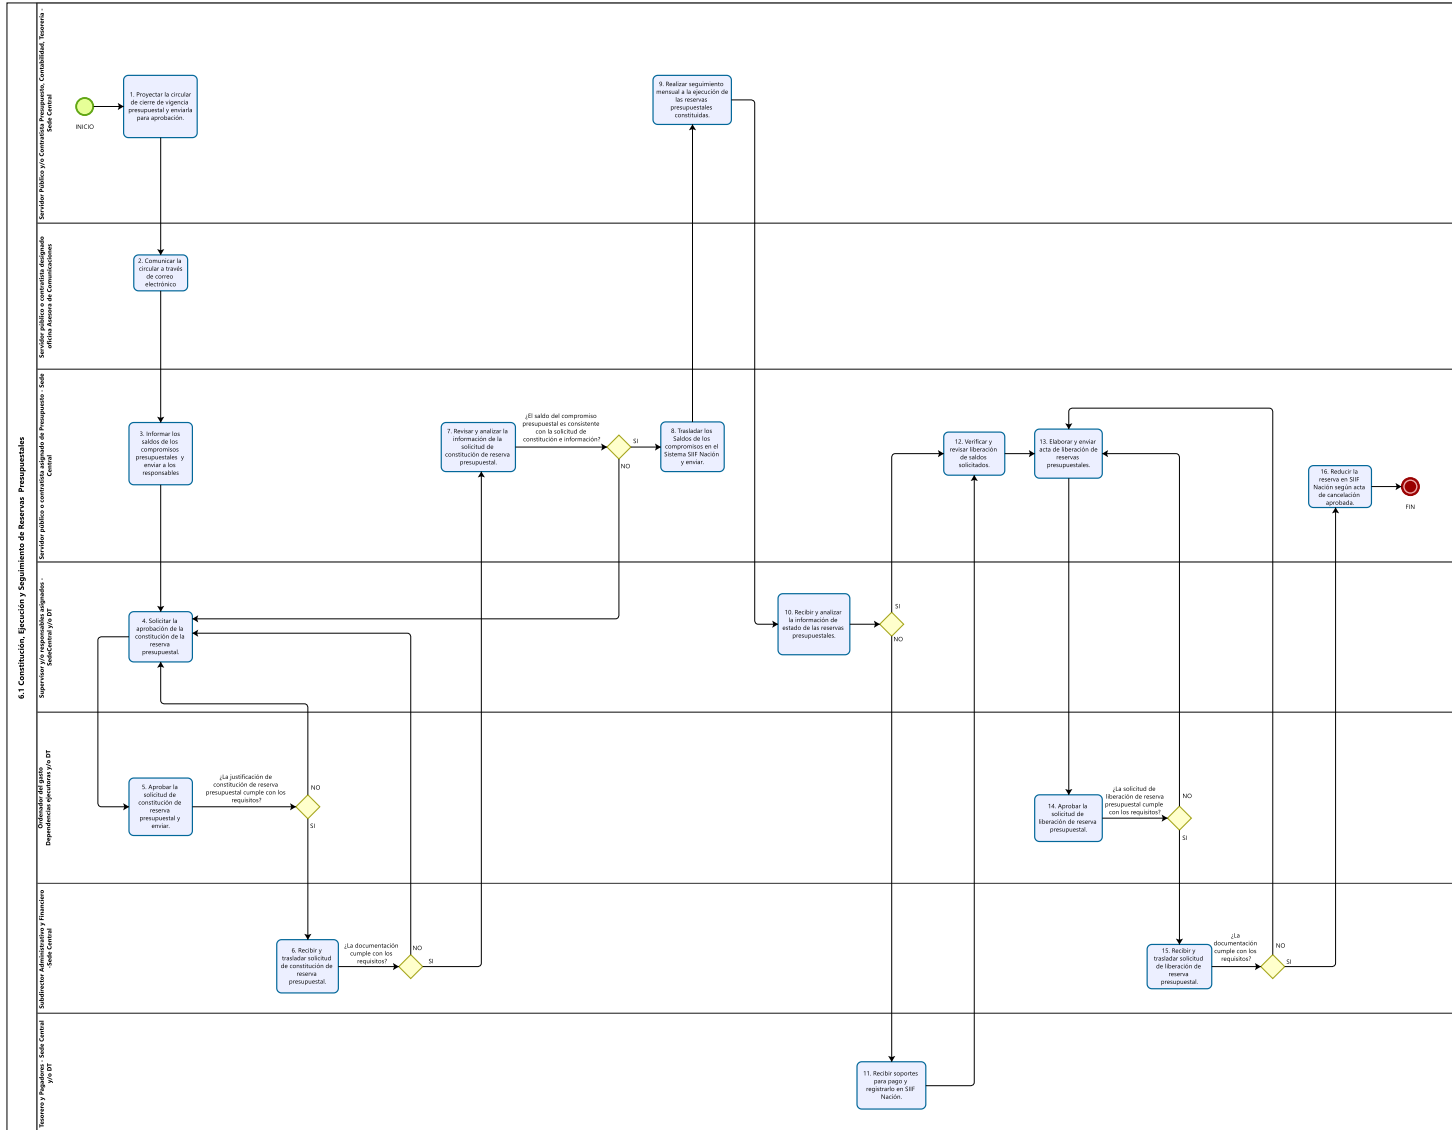 6.1 Constitución, Ejecución y Seguimiento de Reservas Presupuestales
Servidor Público y/o Contratista Presupuesto, Contabilidad, Tesorería -
Sede Central
INICIO
1. Proyectar la circular
de cierre de vigencia
presupuestal y enviarla
para aprobación.
9. Realizar seguimiento
mensual a la ejecución de
las reservas
presupuestales
constituidas.
Servidor público o contratista designado
oficina Asesora de Comunicaciones
2. Comunicar la
circular a través
de correo
electrónico
Servidor público o contratista asignado de Presupuesto - Sede
Central
3. Informar los
saldos de los
compromisos
presupuestales y
enviar a los
responsables
7. Revisar y analizar la
información de la
solicitud de
constitución de reserva
presupuestal.
¿El saldo del compromiso
presupuestal es consistente
con la solicitud de
constitución e información?
SI
NO
8. Trasladar los
Saldos de los
compromisos en el
Sistema SIIF Nación
y enviar.
12. Verificar y
revisar liberación
de saldos
solicitados.
13. Elaborar y enviar
acta de liberación de
reservas
presupuestales.
16. Reducir la
reserva en SIIF
Nación según acta
de cancelación
aprobada.
FIN
Supervisor y/o responsables asignados -
SedeCentral y/o DT
4. Solicitar la
aprobación de la
constitución de la
reserva
presupuestal.
10. Recibir y analizar
la información de
estado de las reservas
presupuestales.
SI
NO
Ordenador del gasto
Dependencias ejecutoras y/o DT
5. Aprobar la
solicitud de
constitución de
reserva
presupuestal y
enviar.
¿La justificación de
constitución de reserva
presupuestal cumple con los
requisitos?
NO
SI
14. Aprobar la
solicitud de
liberación de reserva
presupuestal.
¿La solicitud de
liberación de reserva
presupuestal cumple
con los requisitos?
NO
SI
Subdirector Administrativo y Financiero
-Sede Central
6. Recibir y
trasladar solicitud
de constitución de
reserva
presupuestal.
¿La documentación
cumple con los
requisitos?
NO
SI
15. Recibir y
trasladar solicitud
de liberación de
reserva
presupuestal.
¿La
documentación
cumple con los
requisitos?
NO
SI
Tesorero y Pagadores - Sede Central
y/o DT
11. Recibir soportes
para pago y
registrarlo en SIIF
Nación.